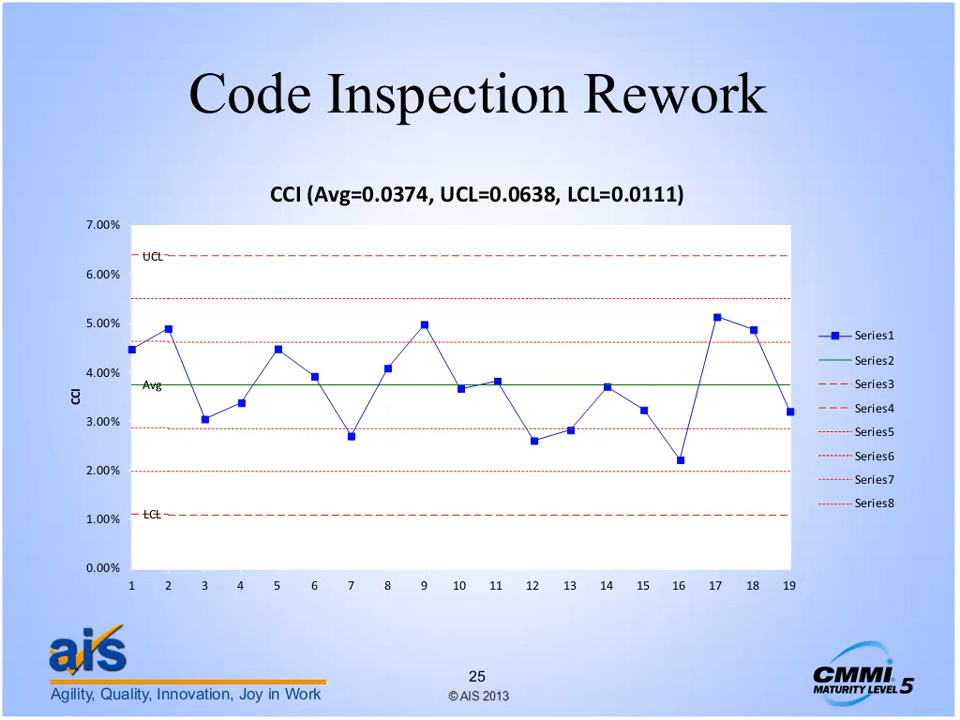 Code Inspection Rework
CCI (Avg=0.0374, UCL=0.0638, LCL=0.0111)
7.00%
6.00%
5.00%
4.00%
3.00%
2.00%
1.00%
0.00%
CCI
UCL
Avg
LCL
1 2 3 4 5 6 7 8 9 10 11 12 13 14 15 16 17 18 19
Series1
Series2
Series3
Series4
Series5
Series6
Series7
Series8
ais
Agility, Quality, Innovation, Joy in Work
25
© AIS 2013
CMMI
MATURITY LEVEL 5